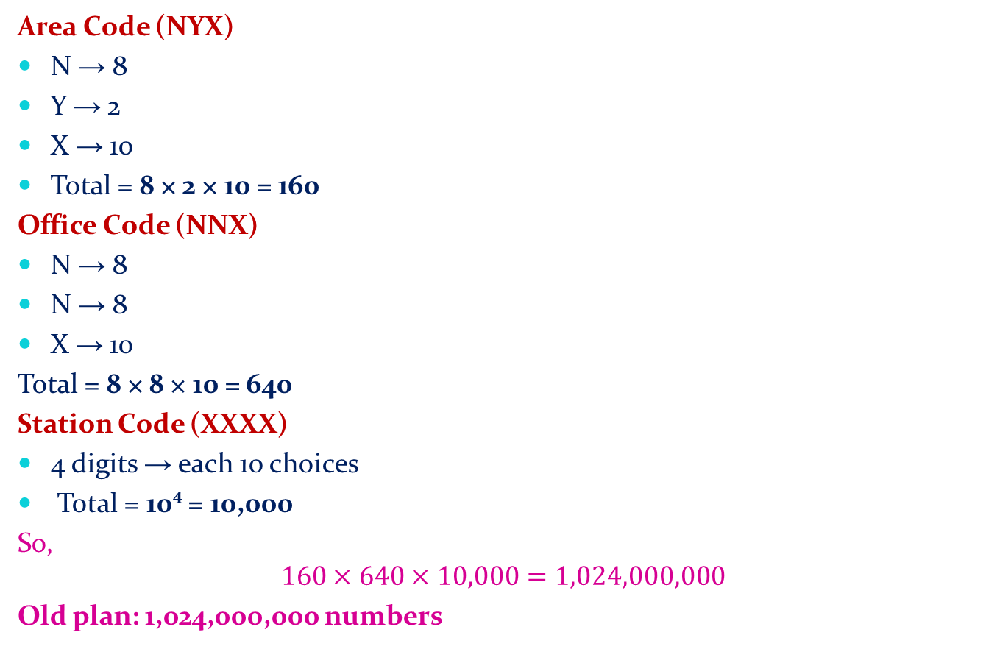 Area Code (NYX)
• N → 8
• Y → 2
• X → 10
• Total = 8 × 2 × 10 = 160
Office Code (NNX)
• N → 8
• N → 8
• X → 10
Total = 8 × 8 × 10 = 640
Station Code (XXXX)
• 4 digits → each 10 choices
• Total = 10⁴ = 10,000
So,
160 × 640 × 10,000 = 1,024,000,000
Old plan: 1,024,000,000 numbers